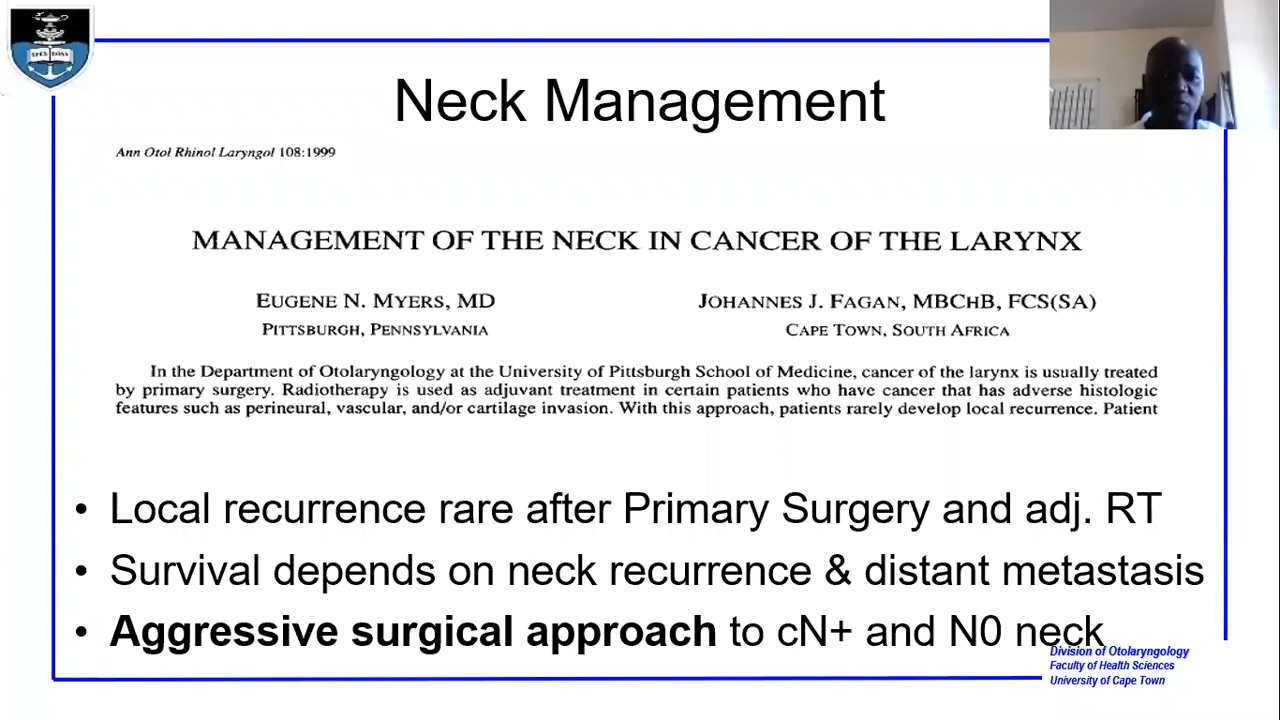 SPES BONA
Neck Management
Ann Otol Rhinol Laryngol 108:1999
MANAGEMENT OF THE NECK IN CANCER OF THE LARYNX
EUGENE N. MYERS, MD
PITTSBURGH, PENNSYLVANIA
JOHANNES J. FAGAN, MBCHB, FCS(SA)
CAPE TOWN, SOUTH AFRICA
In the Department of Otolaryngology at the University of Pittsburgh School of Medicine, cancer of the larynx is usually treated
by primary surgery. Radiotherapy is used as adjuvant treatment in certain patients who have cancer that has adverse histologic
features such as perineural, vascular, and/or cartilage invasion. With this approach, patients rarely develop local recurrence. Patient
• Local recurrence rare after Primary Surgery and adj. RT
• Survival depends on neck recurrence & distant metastasis
• Aggressive surgical approach to cN+ and N0 neck
Division of Otolaryngology
Faculty of Health Sciences
University of Cape Town